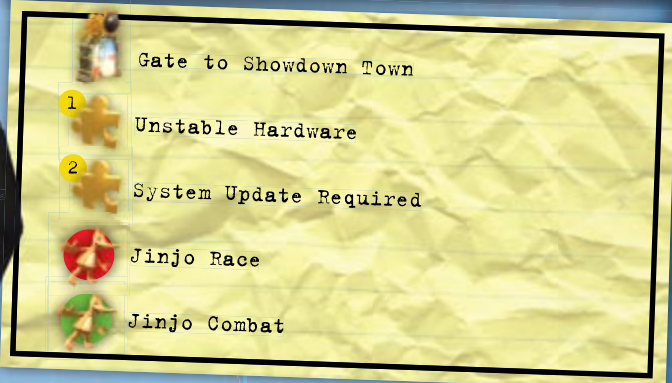 Gate to Showdown Town
1
Unstable Hardware
2
System Update Required
Jinjo Race
Jinjo Combat